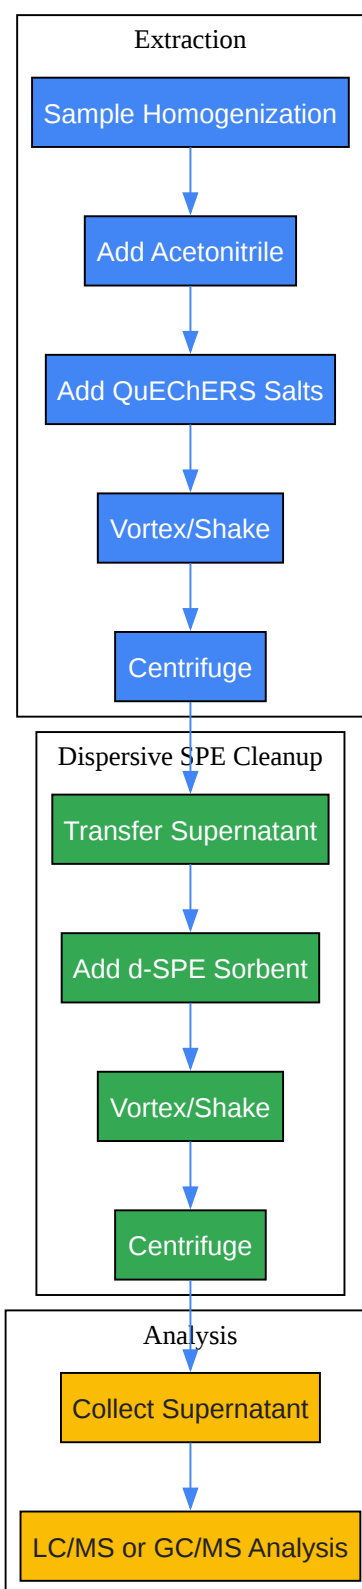 Extraction
Sample Homogenization
Add Acetonitrile
Add QuEChERS Salts
Vortex/Shake
Centrifuge
Dispersive SPE Cleanup
Transfer Supernatant
Add d-SPE Sorbent
Vortex/Shake
Centrifuge
Analysis
Collect Supernatant
LC/MS or GC/MS Analysis